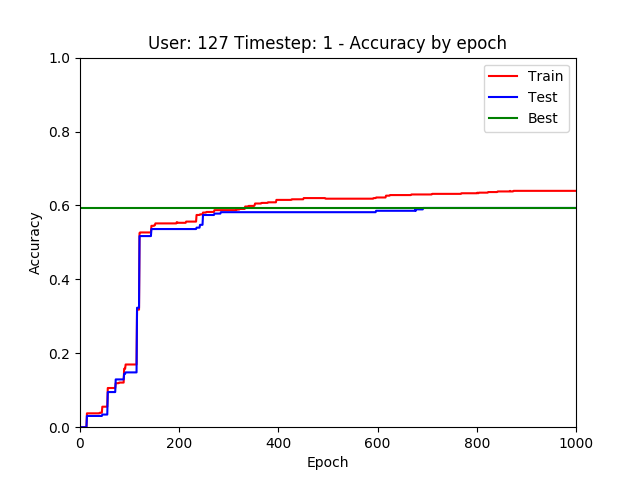 User: 127 Timestep: 1 - Accuracy by epoch
1.0
0.8
0.6
0.4
0.2
0.0
Accuracy
Train
Test
Best
0 200 400 600 800 1000
Epoch